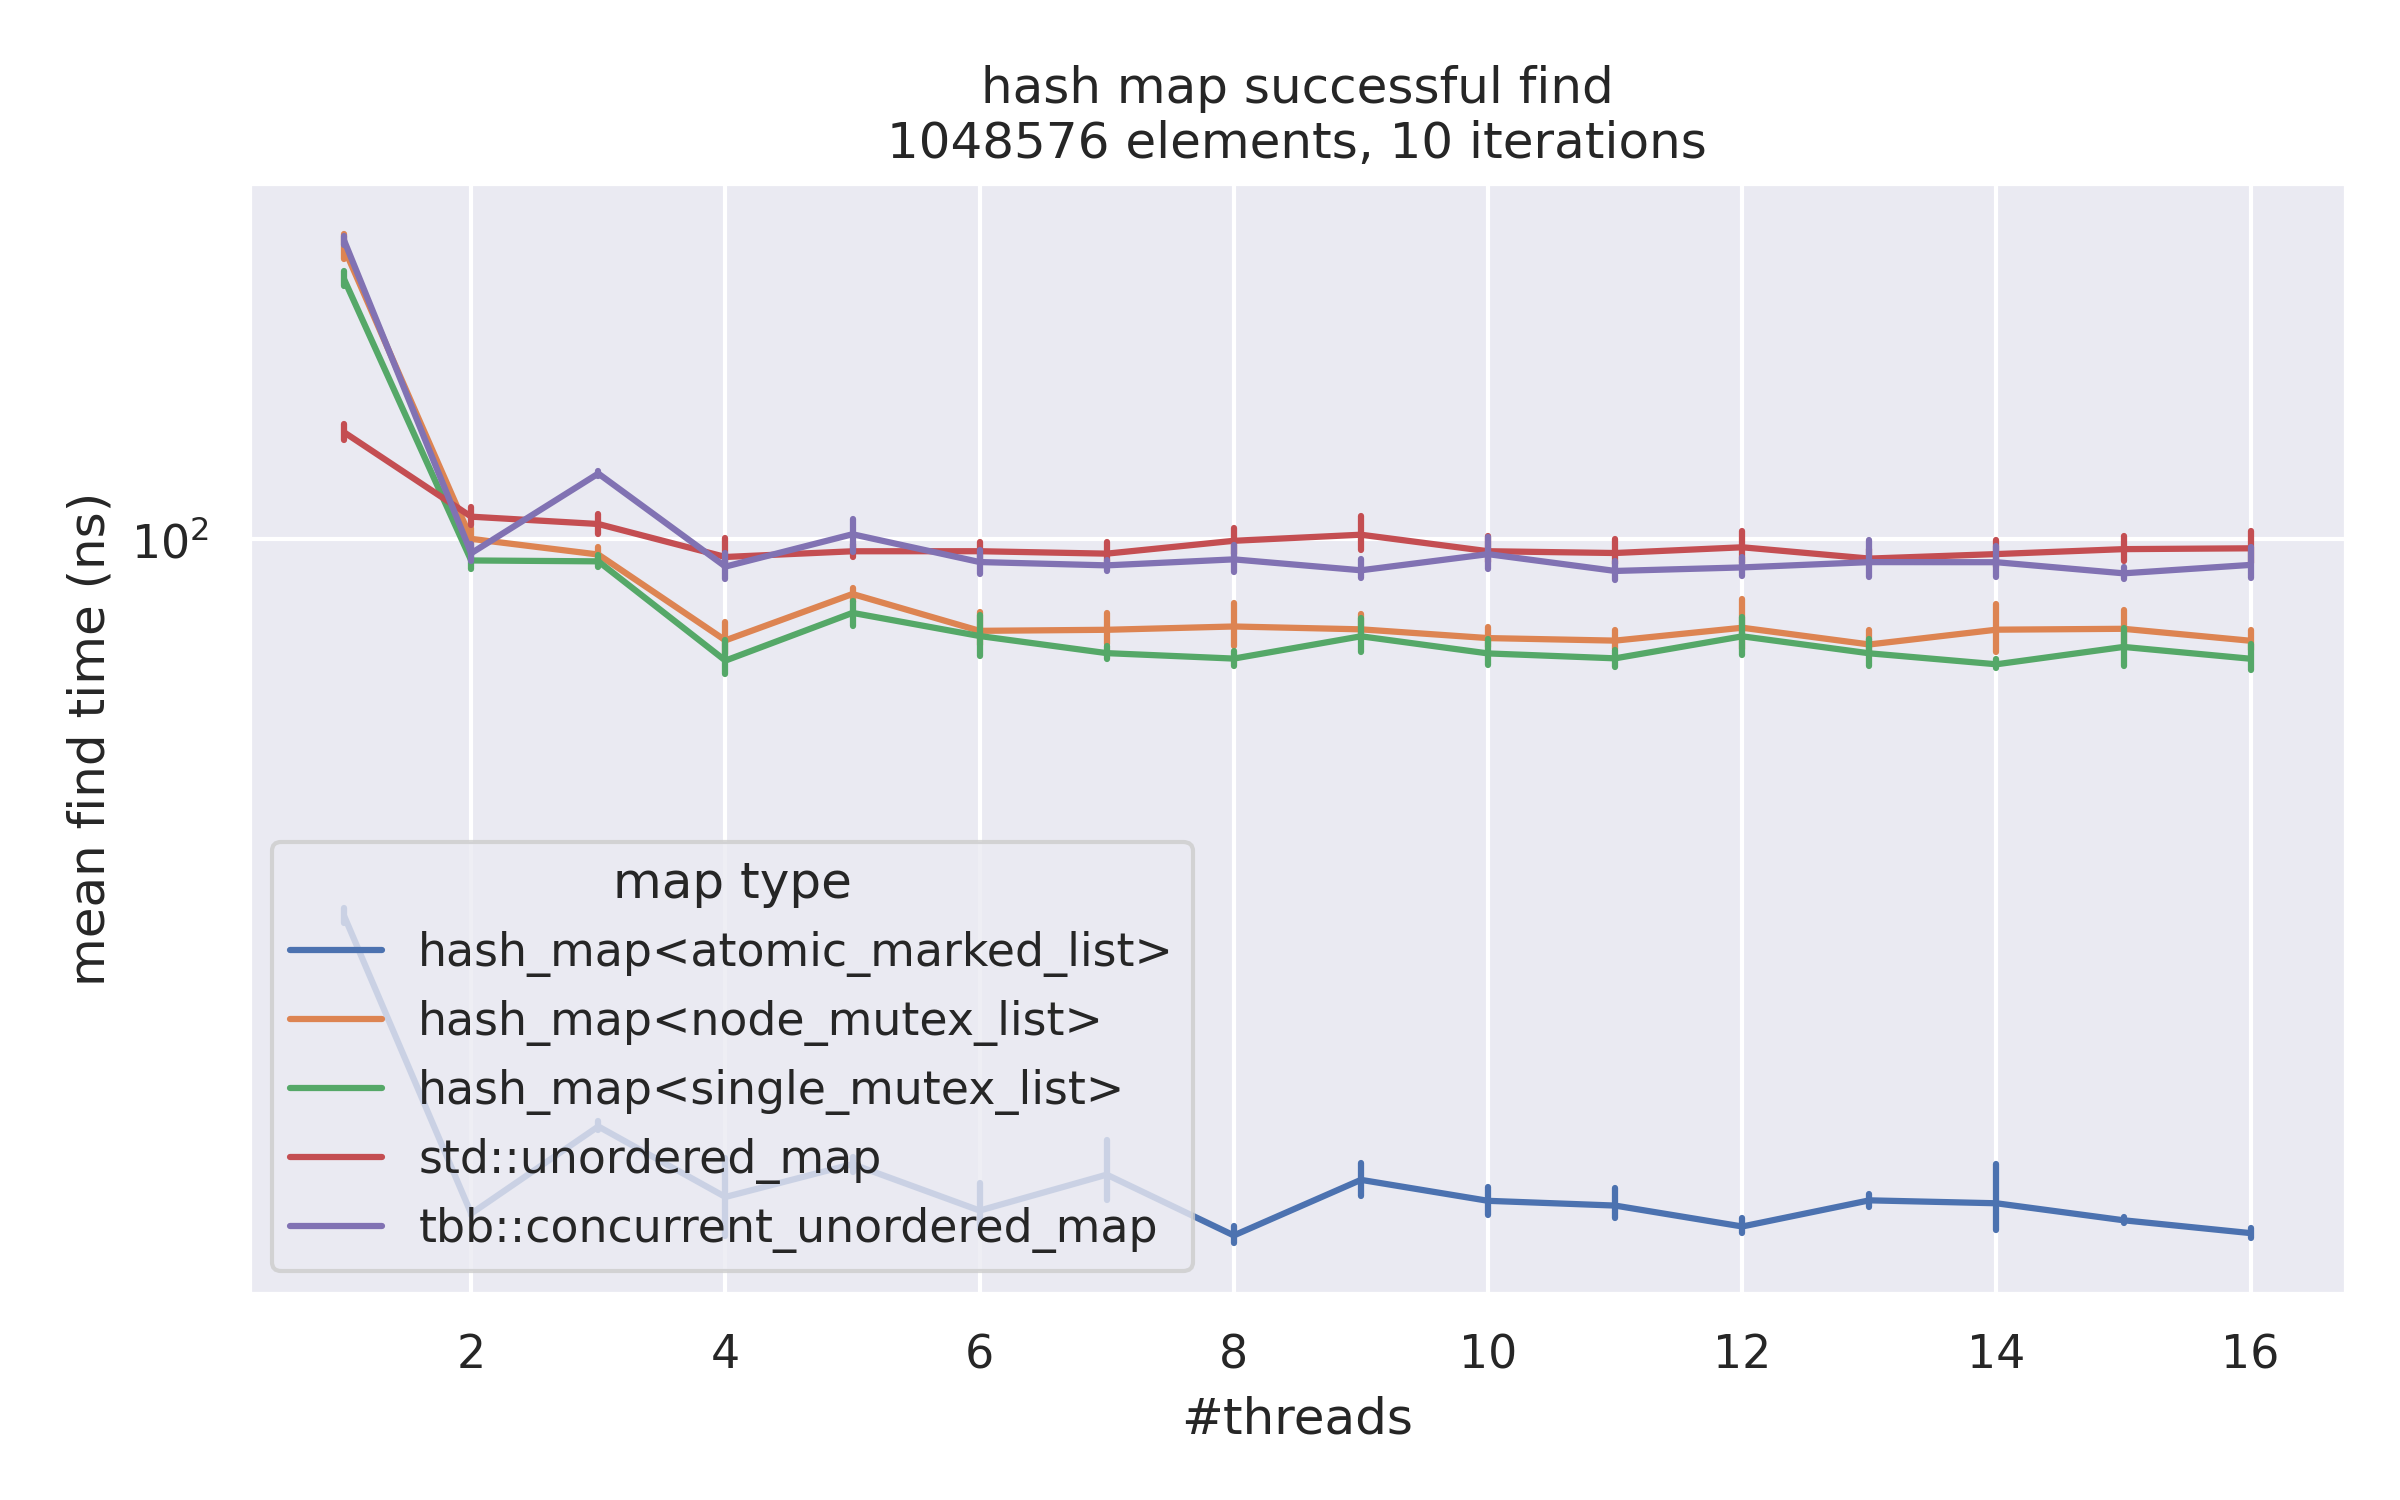 hash map successful find
1048576 elements, 10 iterations
mean find time (ns)
10²
map type
hash_map<atomic_marked_list>
hash_map<node_mutex_list>
hash_map<single_mutex_list>
std::unordered_map
tbb::concurrent_unordered_map
2 4 6 8 10 12 14 16
#threads